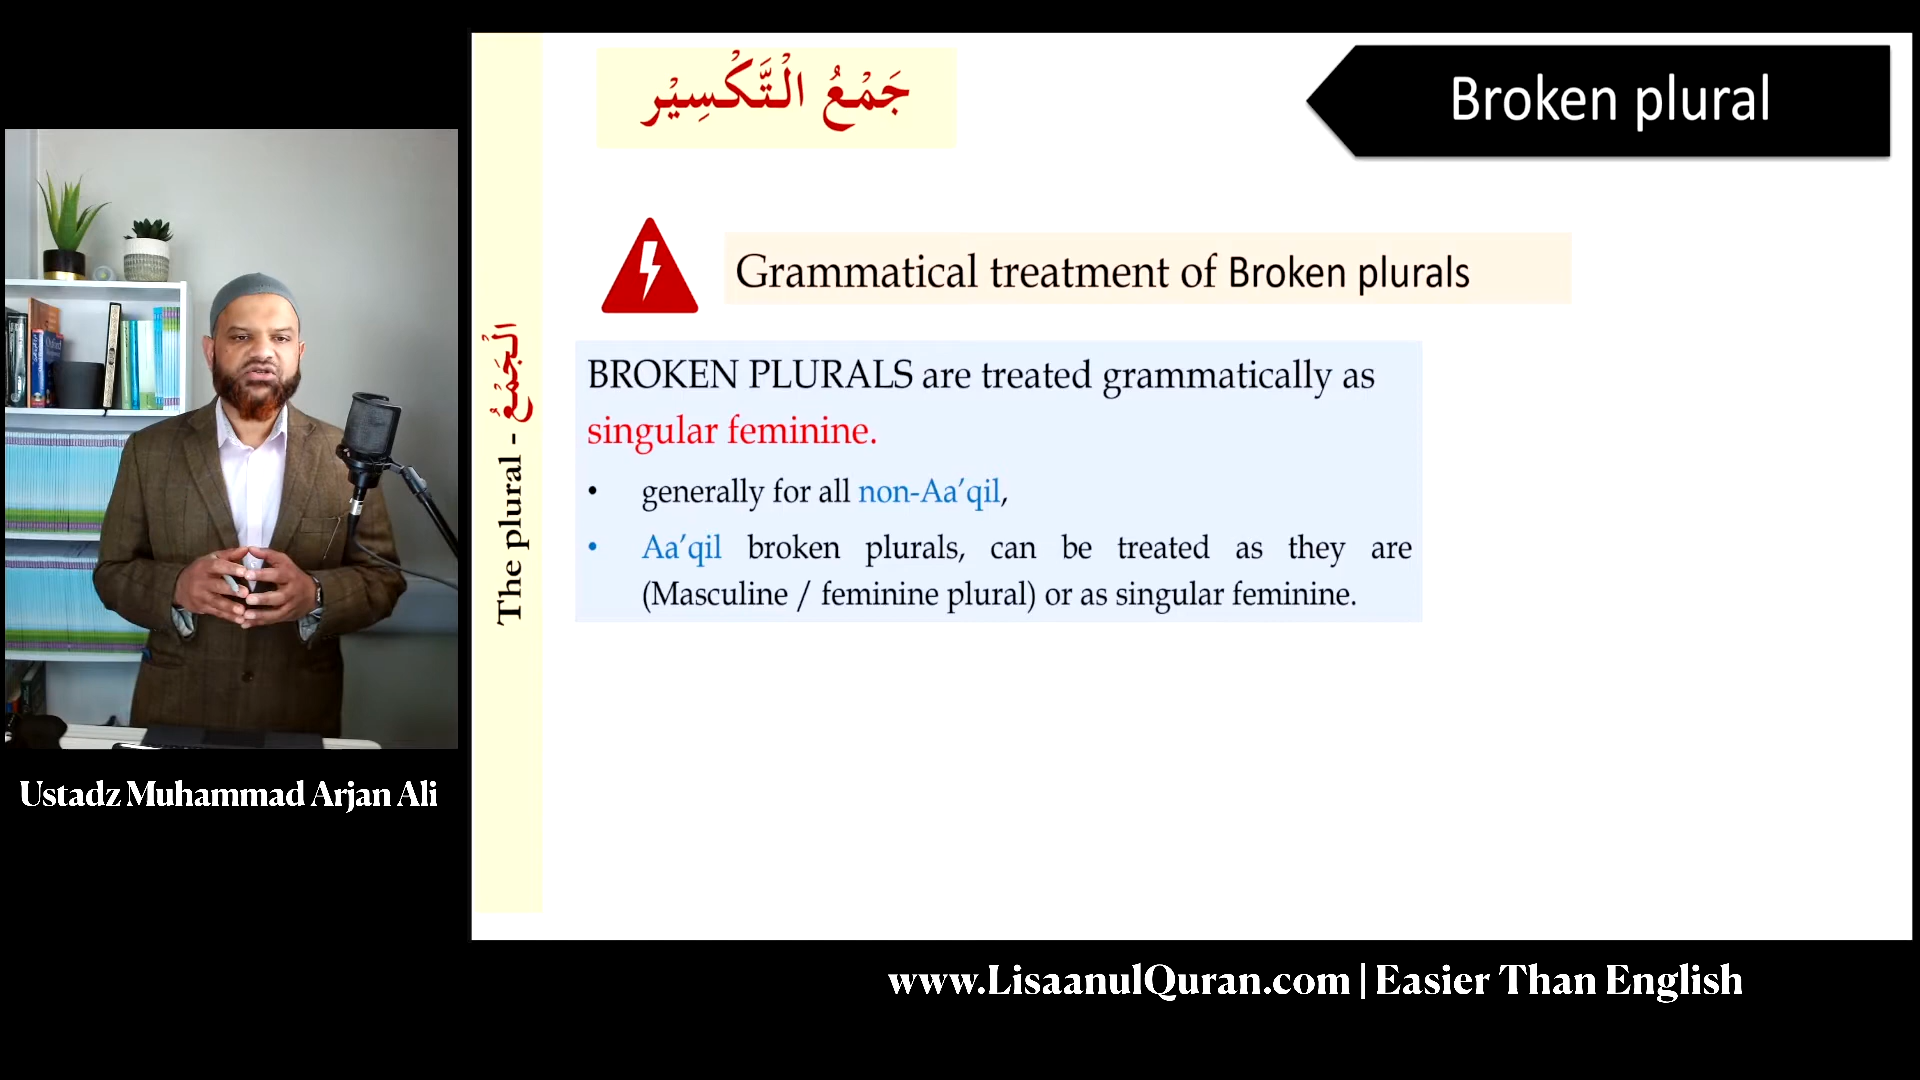 جَمْعُ الْتَّكْسِيْر
Broken plural
Grammatical treatment of Broken plurals
The plural - الْجَمْعُ
BROKEN PLURALS are treated grammatically as
singular feminine.
• generally for all non-Aa’qil,
• Aa’qil broken plurals, can be treated as they are
(Masculine / feminine plural) or as singular feminine.
Ustadz Muhammad Arjan Ali
www.LisaanulQuran.com | Easier Than English